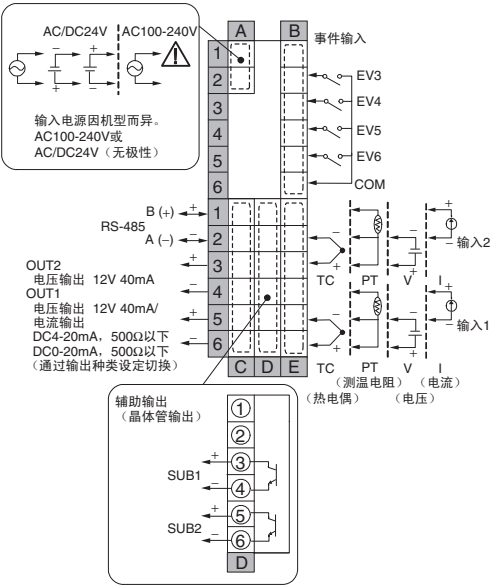 AC/DC24V AC100-240V
输入电源因机型而异。
AC100-240V或
AC/DC24V（无极性）
A
B
1
2
3
4
5
6
事件输入
EV3
EV4
EV5
EV6
COM
1
2
3
4
5
6
C D E
B (+) +
RS-485
A (−) −
OUT2 +
电压输出 12V 40mA −
OUT1
电压输出 12V 40mA/ +
电流输出
DC4-20mA，500Ω以下 −
DC0-20mA，500Ω以下
（通过输出种类设定切换）
− + − + + −
TC PT V I 输入2
− + − + + −
TC PT V I 输入1
（测温电阻） （电流）
（热电偶） （电压）
辅助输出
（晶体管输出）
①
②
+ ③
SUB1
− ④
+ ⑤
SUB2
− ⑥
D